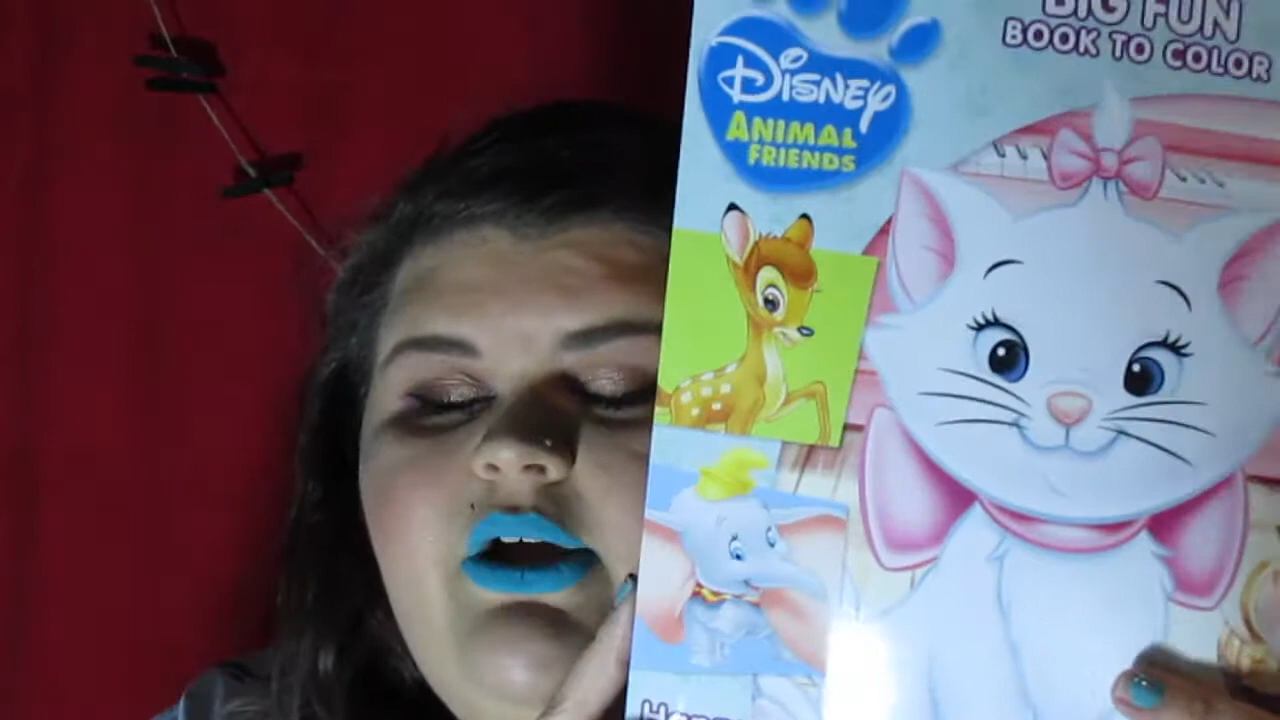 BIG FUN
BOOK TO COLOR
DISNEY
ANIMAL
FRIENDS